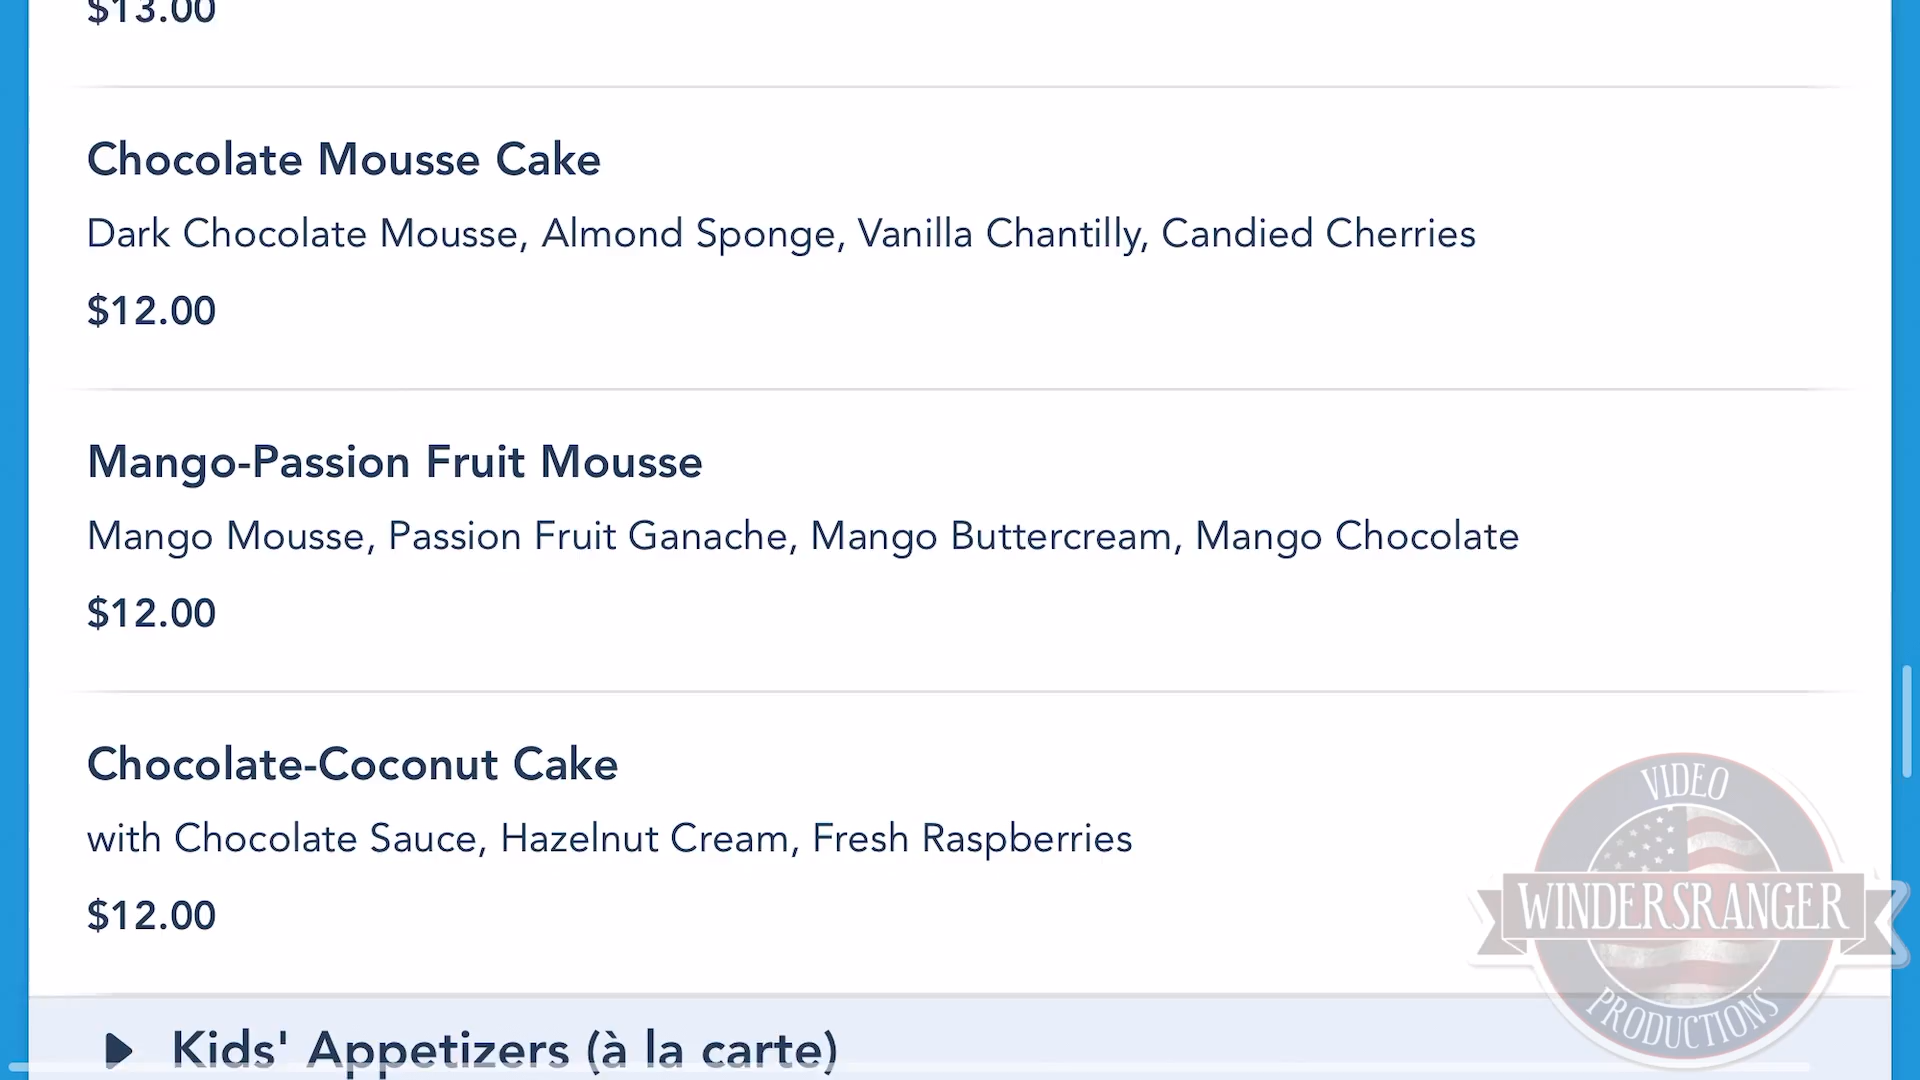 $13.00
Chocolate Mousse Cake
Dark Chocolate Mousse, Almond Sponge, Vanilla Chantilly, Candied Cherries
$12.00
Mango-Passion Fruit Mousse
Mango Mousse, Passion Fruit Ganache, Mango Buttercream, Mango Chocolate
$12.00
Chocolate-Coconut Cake
with Chocolate Sauce, Hazelnut Cream, Fresh Raspberries
$12.00
VIDEO
WINDERSRANGER
PRODUCTIONS
Kids' Appetizers (à la carte)